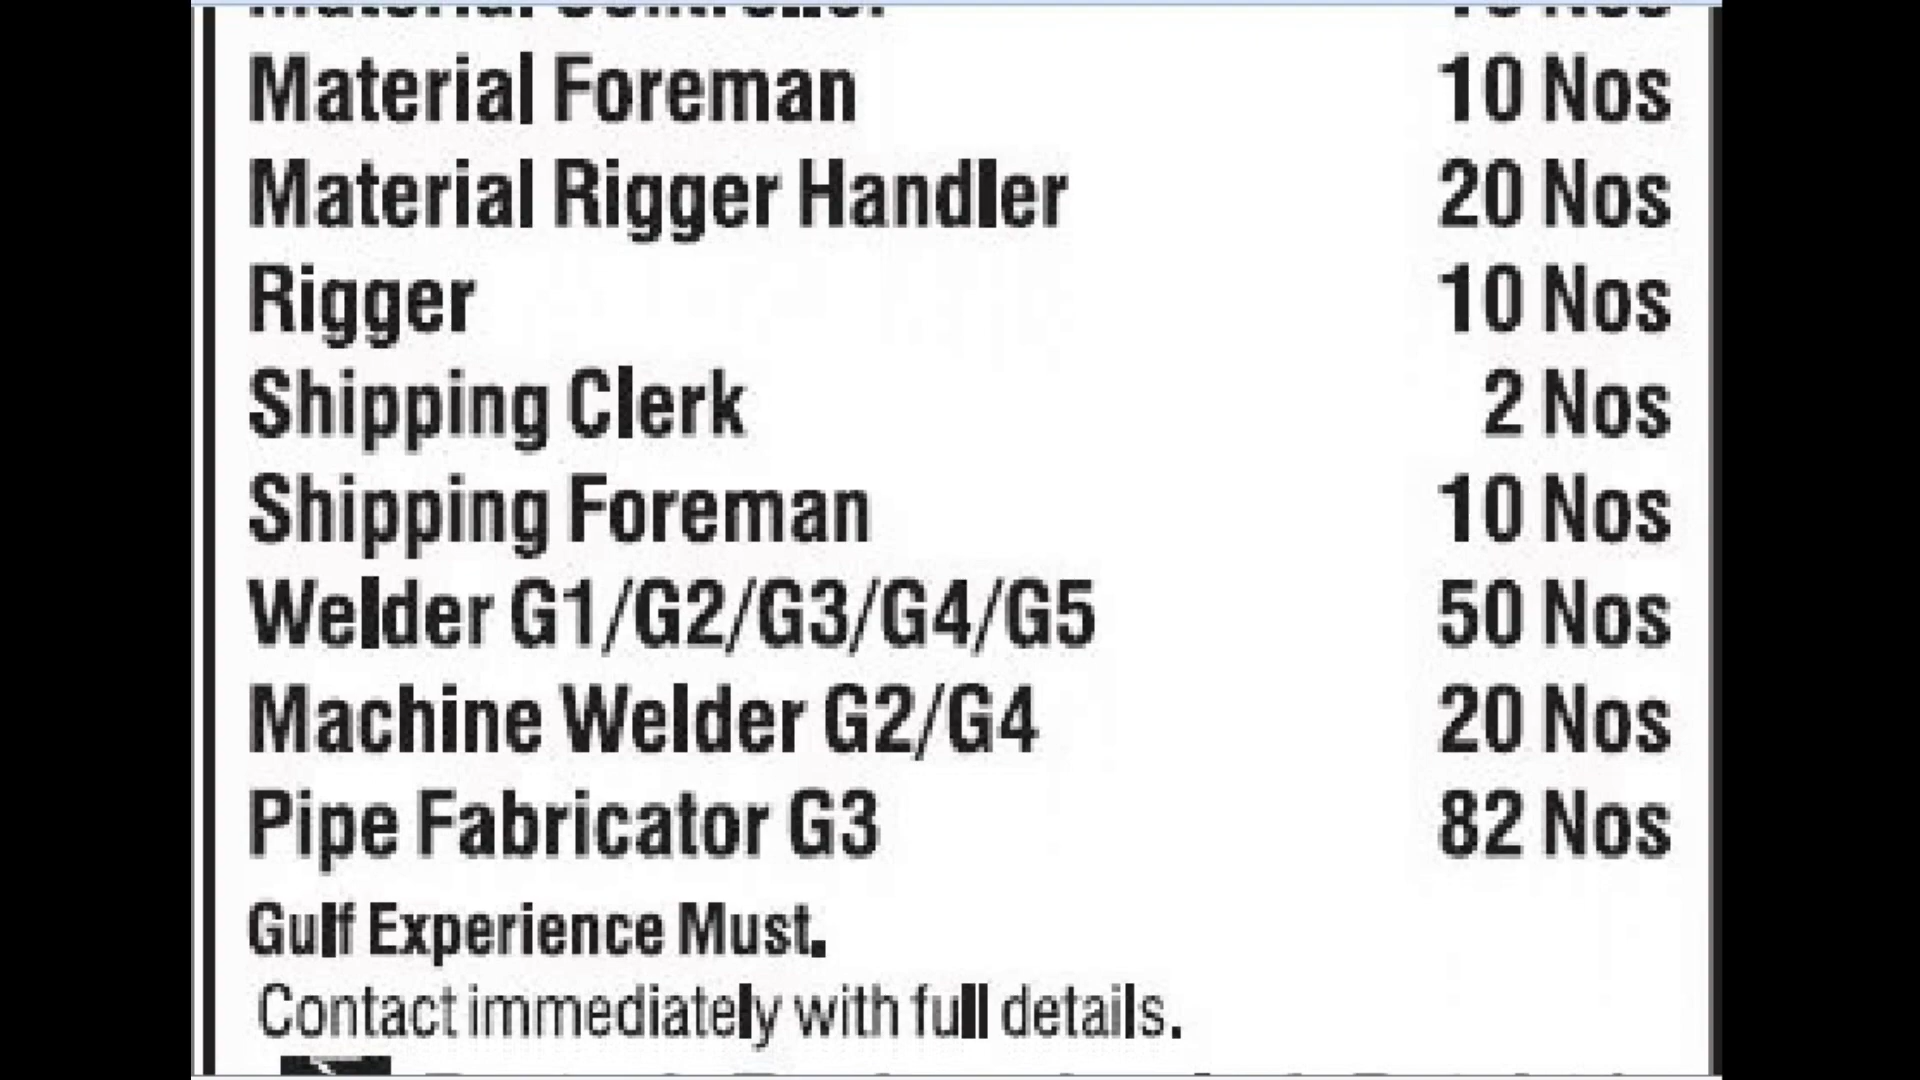 Material Foreman 10 Nos
Material Rigger Handler 20 Nos
Rigger 10 Nos
Shipping Clerk 2 Nos
Shipping Foreman 10 Nos
Welder G1/G2/G3/G4/G5 50 Nos
Machine Welder G2/G4 20 Nos
Pipe Fabricator G3 82 Nos
Gulf Experience Must.
Contact immediately with full details.